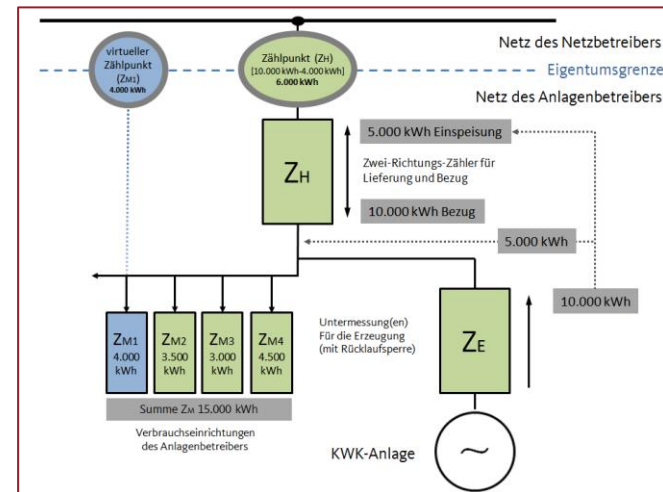 virtueller
Zählpunkt
(ZM1)
4.000 kWh
Zählpunkt (ZH)
[10.000 kWh-4.000 kWh]
6.000 kWh
Netz des Netzbetreibers
Eigentumsgrenze
Netz des Anlagenbetreibers
ZH
5.000 kWh Einspeisung
Zwei-Richtungs-Zähler für
Lieferung und Bezug
10.000 kWh Bezug
5.000 kWh
10.000 kWh
ZM1
4.000
kWh
ZM2
3.500
kWh
ZM3
3.000
kWh
ZM4
4.500
kWh
Summe ZM 15.000 kWh
Verbrauchseinrichtungen
des Anlagenbetreibers
Untermessung(en)
Für die Erzeugung
(mit Rücklaufsperre)
ZE
KWK-Anlage
~